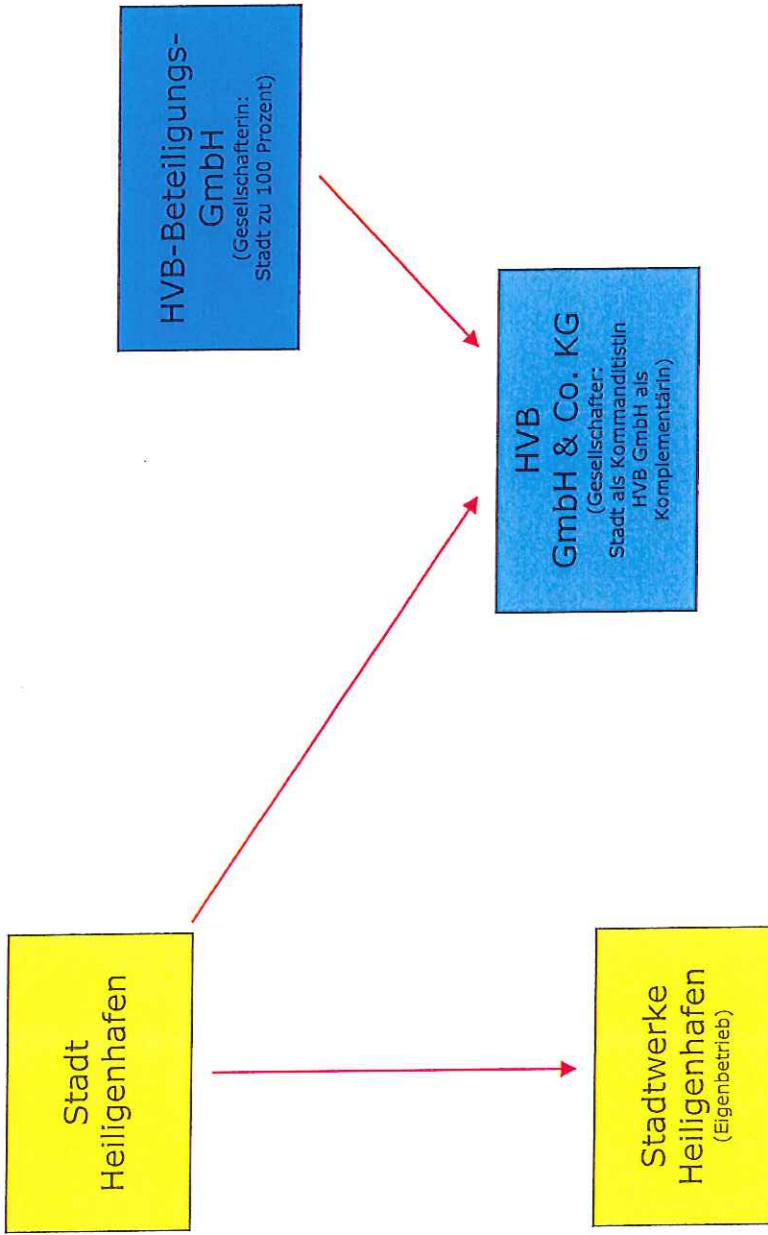 Stadt
Heiligenhafen
HVB-Beteiligungs-
GmbH
(Gesellschafterin:
Stadt zu 100 Prozent)
Stadtwerke
Heiligenhafen
(Eigenbetrieb)
HVB
GmbH & Co. KG
(Gesellschafter:
Stadt als Kommanditistin
HVB GmbH als
Komplementärin)